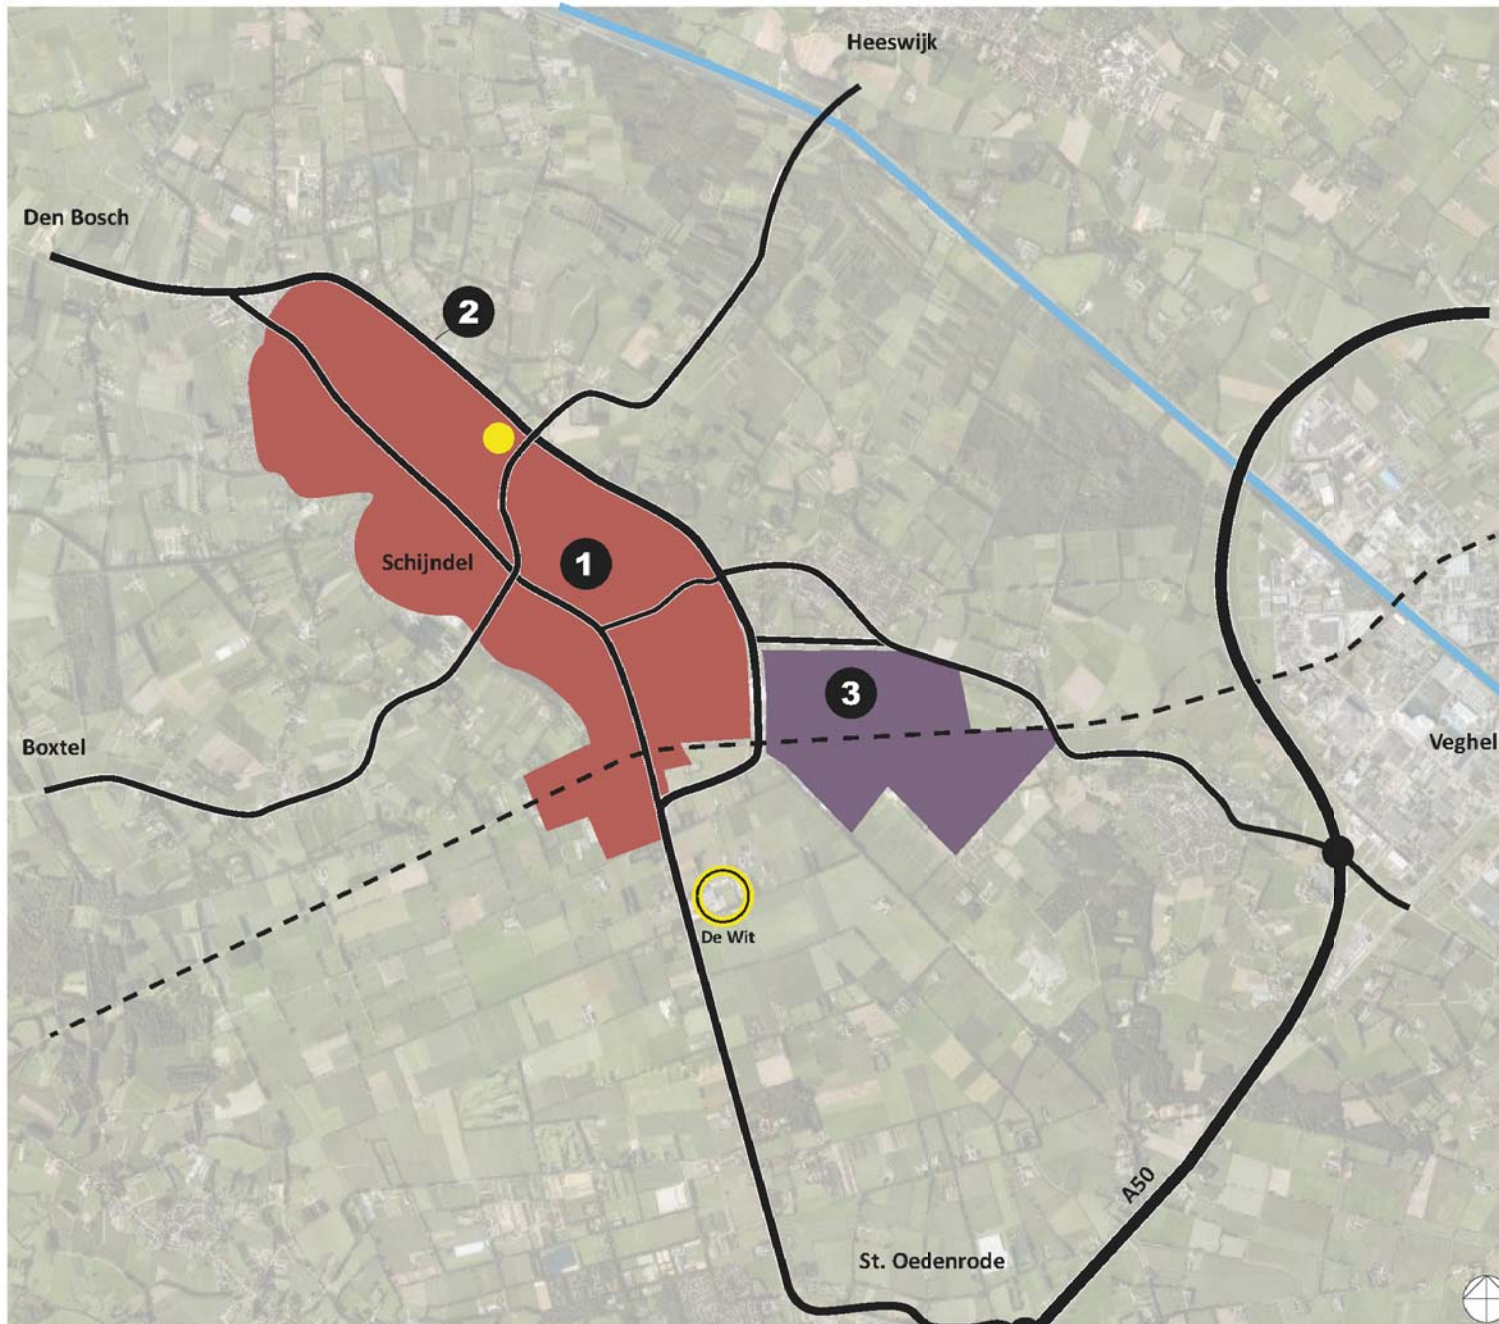 Heeswijk
Den Bosch
2
Schijndel
1
3
Boxtel
Veghel
De Wit
A50
St. Oedenrode